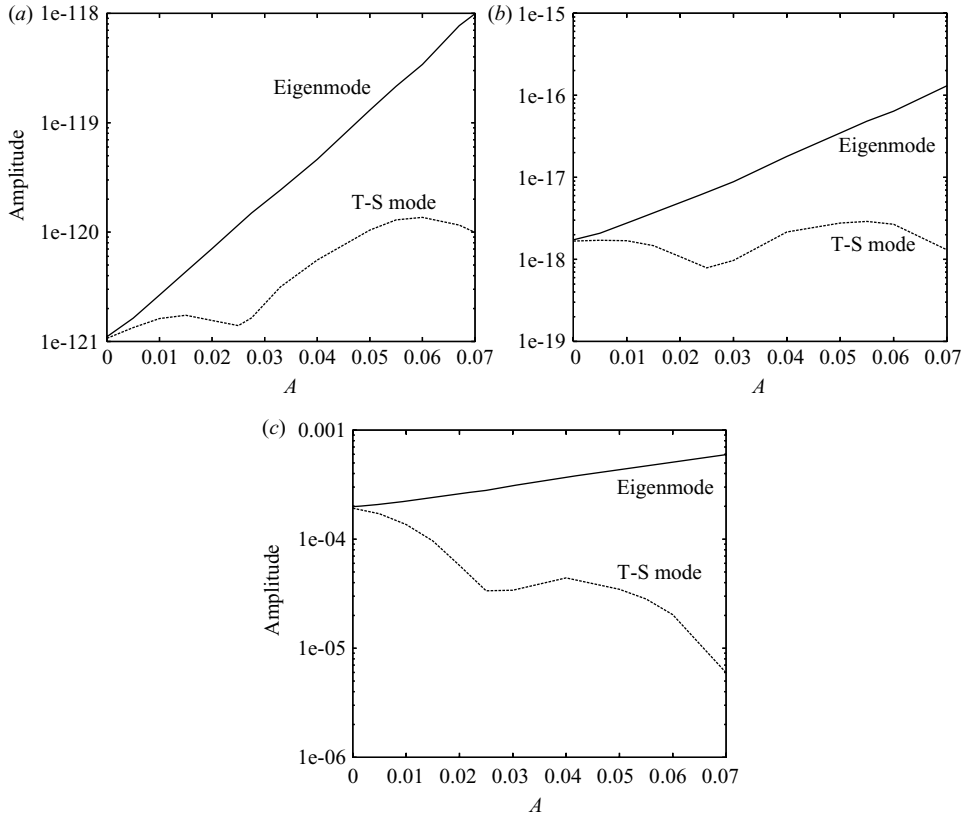 (a)
1e-118
1e-119
1e-120
1e-121
Amplitude
Eigenmode
T-S mode
0 0.01 0.02 0.03 0.04 0.05 0.06 0.07
A
(b)
1e-15
1e-16
1e-17
1e-18
1e-19
Eigenmode
T-S mode
0 0.01 0.02 0.03 0.04 0.05 0.06 0.07
A
(c)
0.001
1e-04
1e-05
1e-06
Amplitude
Eigenmode
T-S mode
0 0.01 0.02 0.03 0.04 0.05 0.06 0.07
A